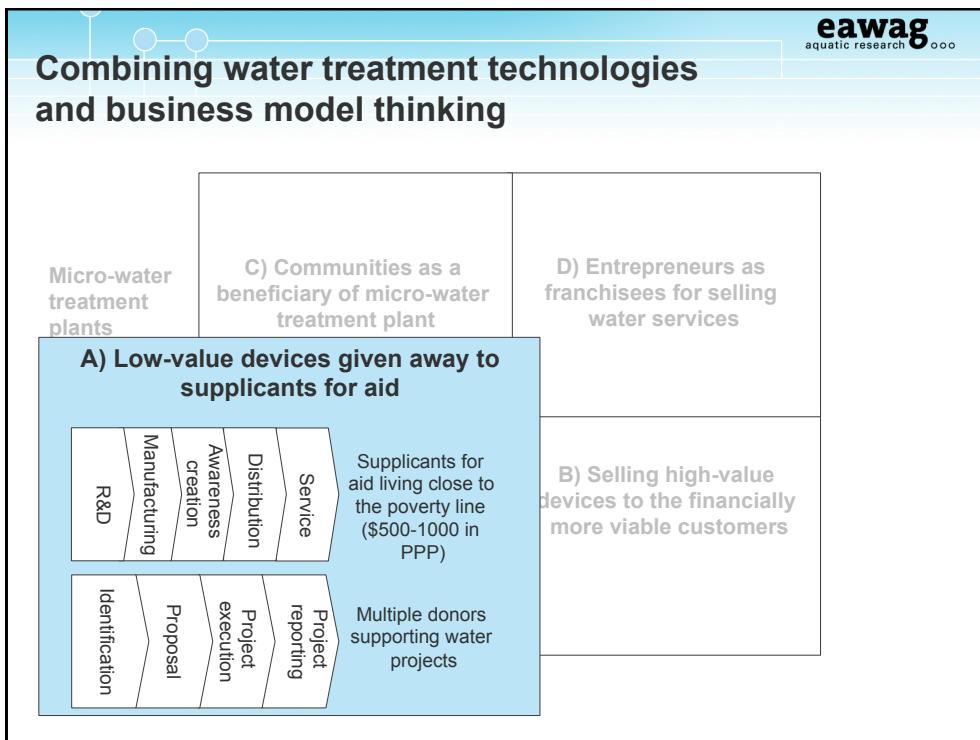 eawag
aquatic research
Combining water treatment technologies
and business model thinking
Micro-water
treatment
plants
C) Communities as a
beneficiary of micro-water
treatment plant
D) Entrepreneurs as
franchisees for selling
water services
A) Low-value devices given away to
supplicants for aid
R&D
Manufacturing
Awareness
creation
Distribution
Service
Supplicants for
aid living close to
the poverty line
($500-1000 in
PPP)
B) Selling high-value
devices to the financially
more viable customers
Identification
Proposal
Project
execution
Project
reporting
Multiple donors
supporting water
projects